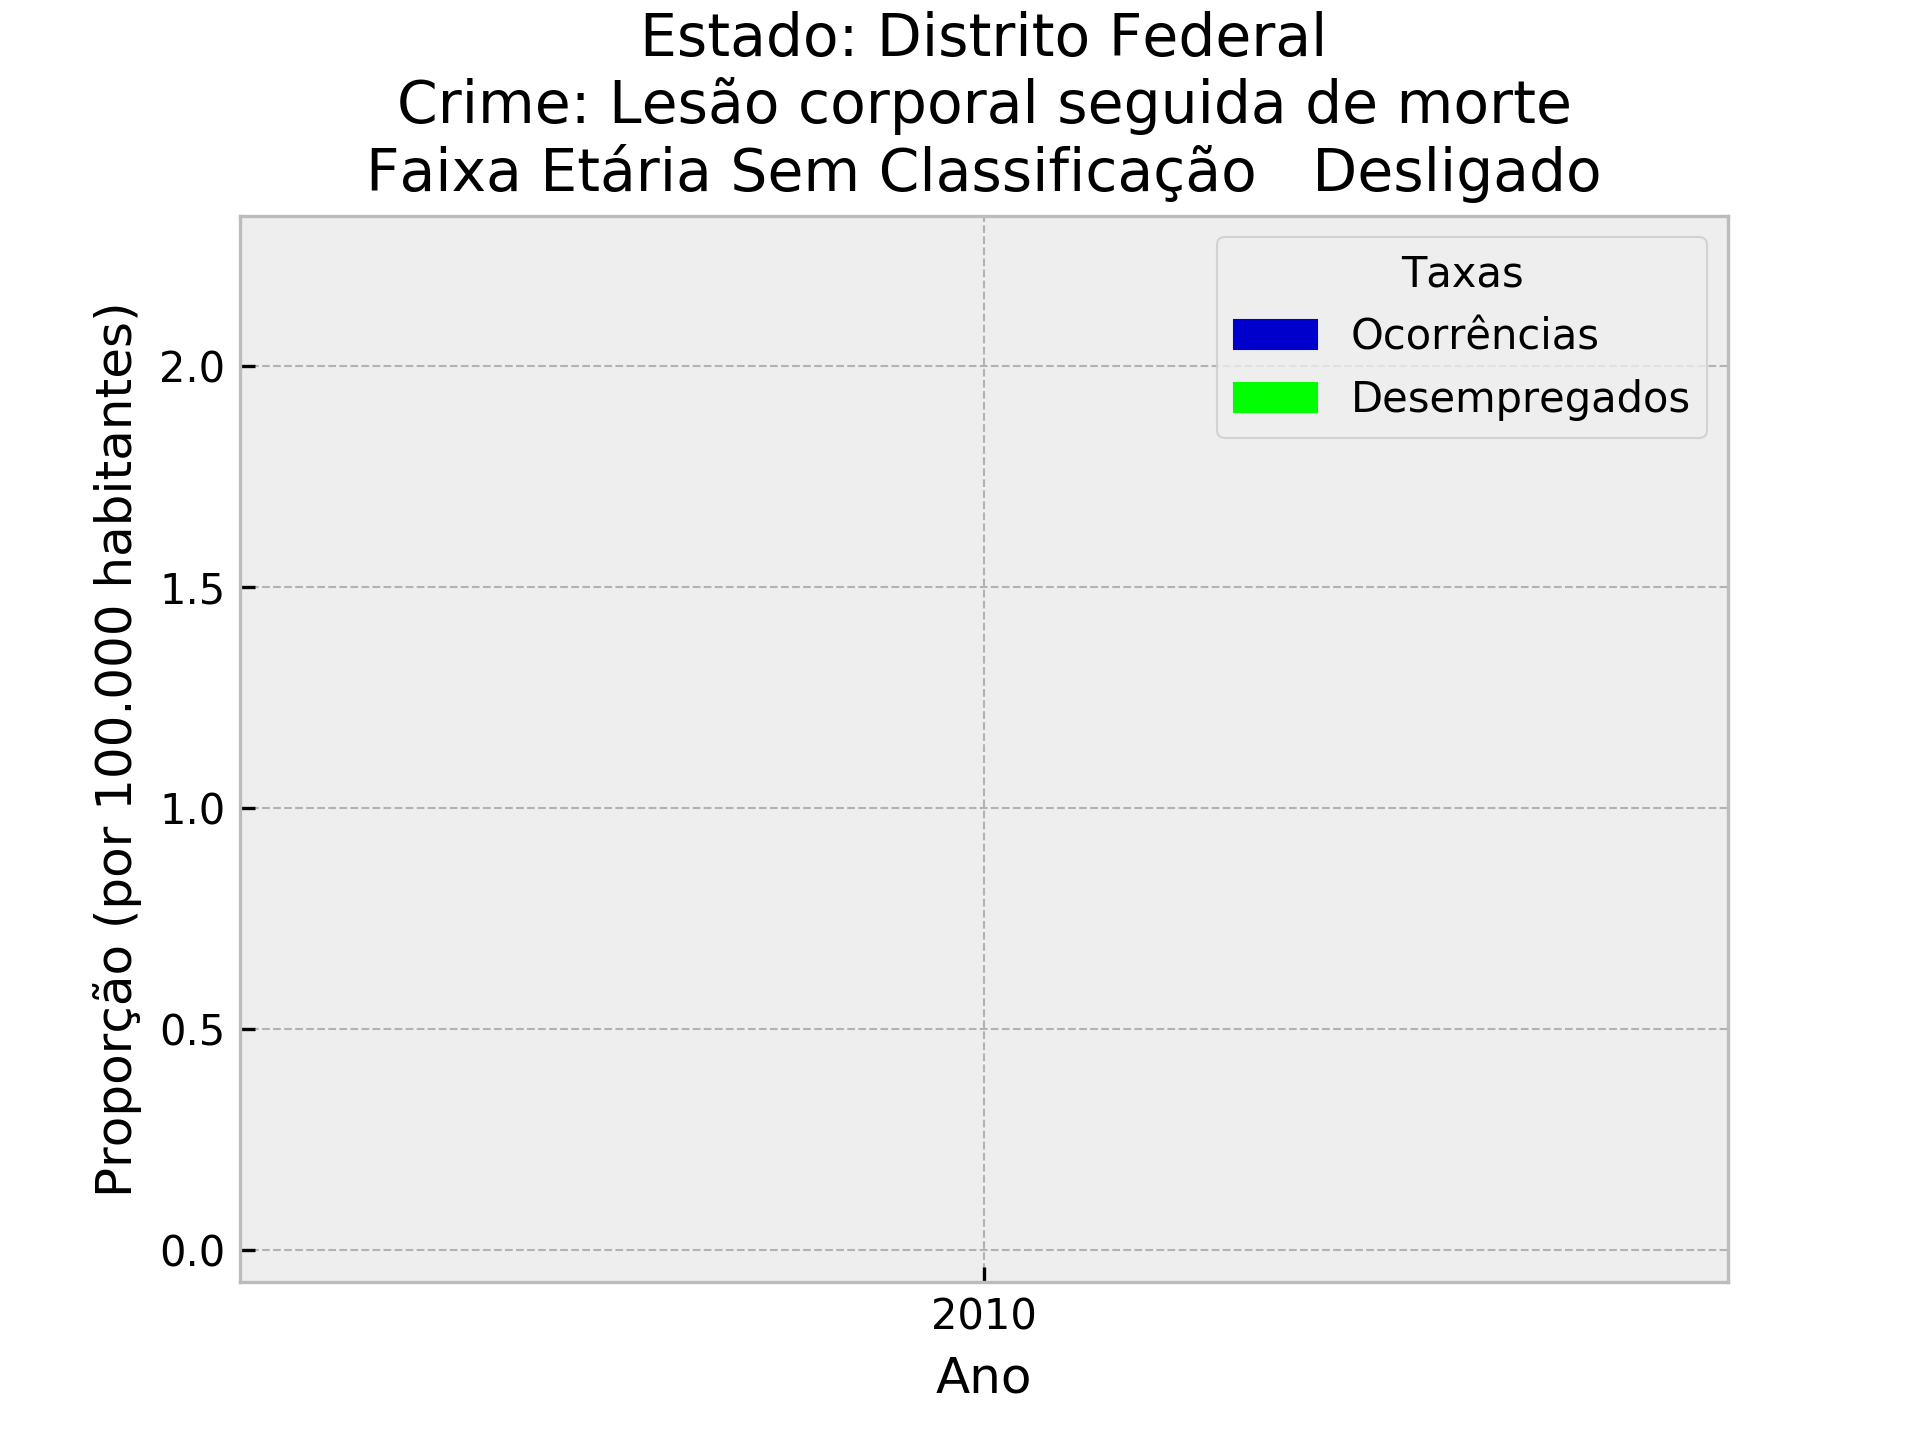 Estado: Distrito Federal
Crime: Lesão corporal seguida de morte
Faixa Etária Sem Classificação   Desligado
Taxas
Ocorrências
Desempregados
Proporção (por 100.000 habitantes)
2.0
1.5
1.0
0.5
0.0
2010
Ano